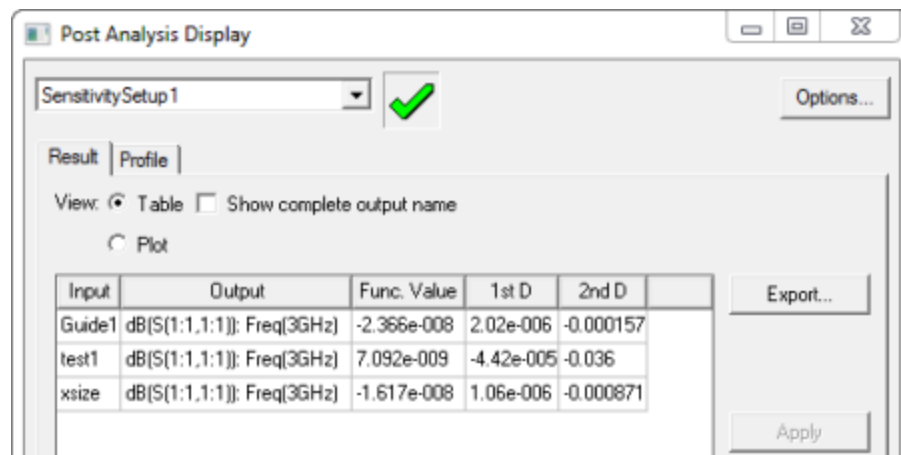 Post Analysis Display
SensitivitySetup1
Options...
Result Profile
View: Table Show complete output name
Plot
Input Output Func. Value 1st D 2nd D
Guide1 dB(S(1:1,1:1)): Freq(3GHz) -2.366e-008 2.02e-006 -0.000157
test1 dB(S(1:1,1:1)): Freq(3GHz) 7.092e-009 -4.42e-005 -0.036
xsize dB(S(1:1,1:1)): Freq(3GHz) -1.617e-008 1.06e-006 -0.000871
Export...
Apply